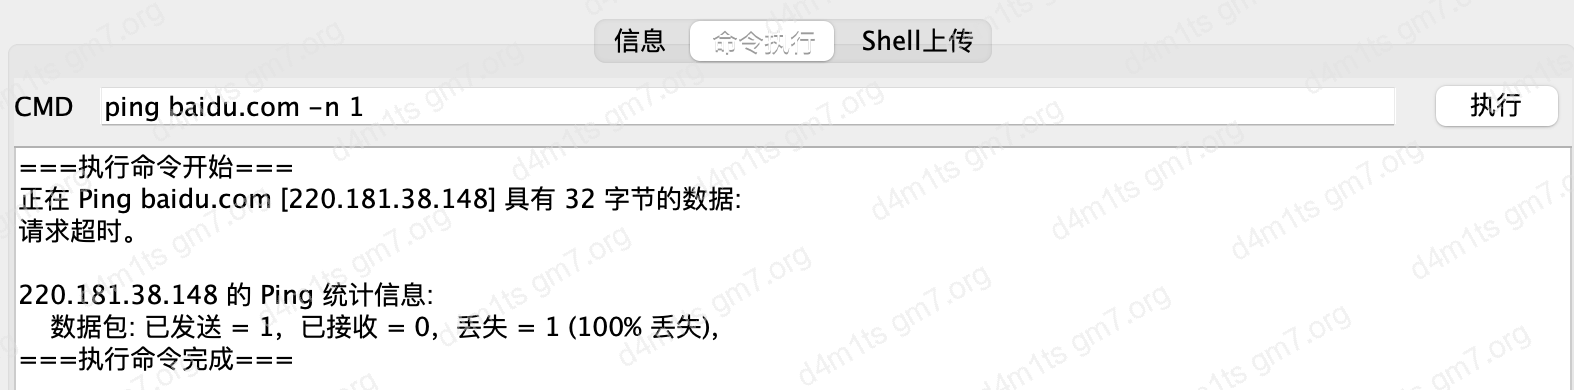 信息 命令执行 Shell上传
CMD ping baidu.com -n 1 执行
===执行命令开始===
正在 Ping baidu.com [220.181.38.148] 具有 32 字节的数据:
请求超时。
220.181.38.148 的 Ping 统计信息:
数据包: 已发送 = 1，已接收 = 0，丢失 = 1 (100% 丢失)，
===执行命令完成===
d4m1ts gm7.org